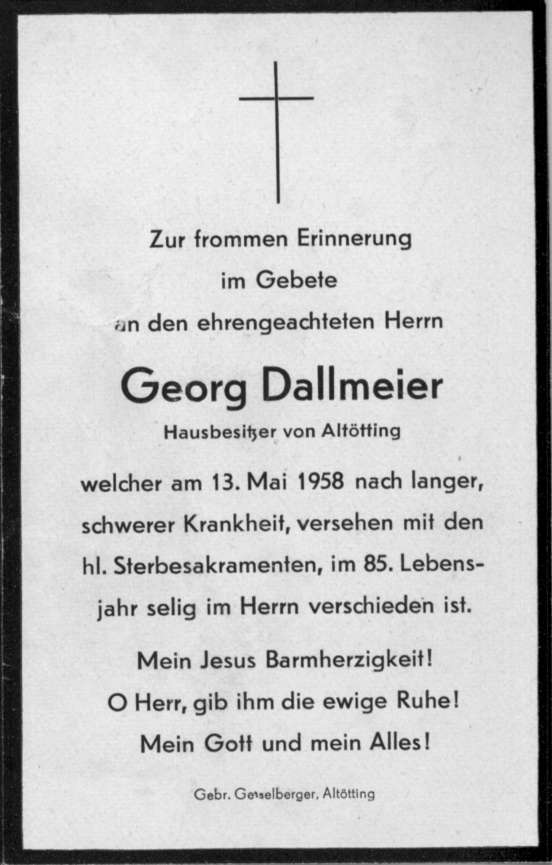 Zur frommen Erinnerung
im Gebete
an den ehrengeachteten Herrn
Georg Dallmeier
Hausbesitzer von Altötting
welcher am 13. Mai 1958 nach langer,
schwerer Krankheit, versehen mit den
hl. Sterbesakramenten, im 85. Lebens-
jahr selig im Herrn verschieden ist.
Mein Jesus Barmherzigkeit!
O Herr, gib ihm die ewige Ruhe!
Mein Gott und mein Alles!
Gebr. Geiselberger, Altötting